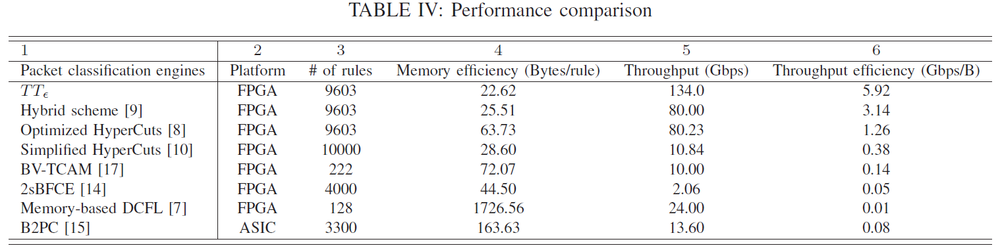 TABLE IV: Performance comparison
1 2 3 4 5 6
Packet classification engines Platform # of rules Memory efficiency (Bytes/rule) Throughput (Gbps) Throughput efficiency (Gbps/B)
TTϵ FPGA 9603 22.62 134.0 5.92
Hybrid scheme [9] FPGA 9603 25.51 80.00 3.14
Optimized HyperCuts [8] FPGA 9603 63.73 80.23 1.26
Simplified HyperCuts [10] FPGA 10000 28.60 10.84 0.38
BV-TCAM [17] FPGA 222 72.07 10.00 0.14
2sBFCE [14] FPGA 4000 44.50 2.06 0.05
Memory-based DCFL [7] FPGA 128 1726.56 24.00 0.01
B2PC [15] ASIC 3300 163.63 13.60 0.08